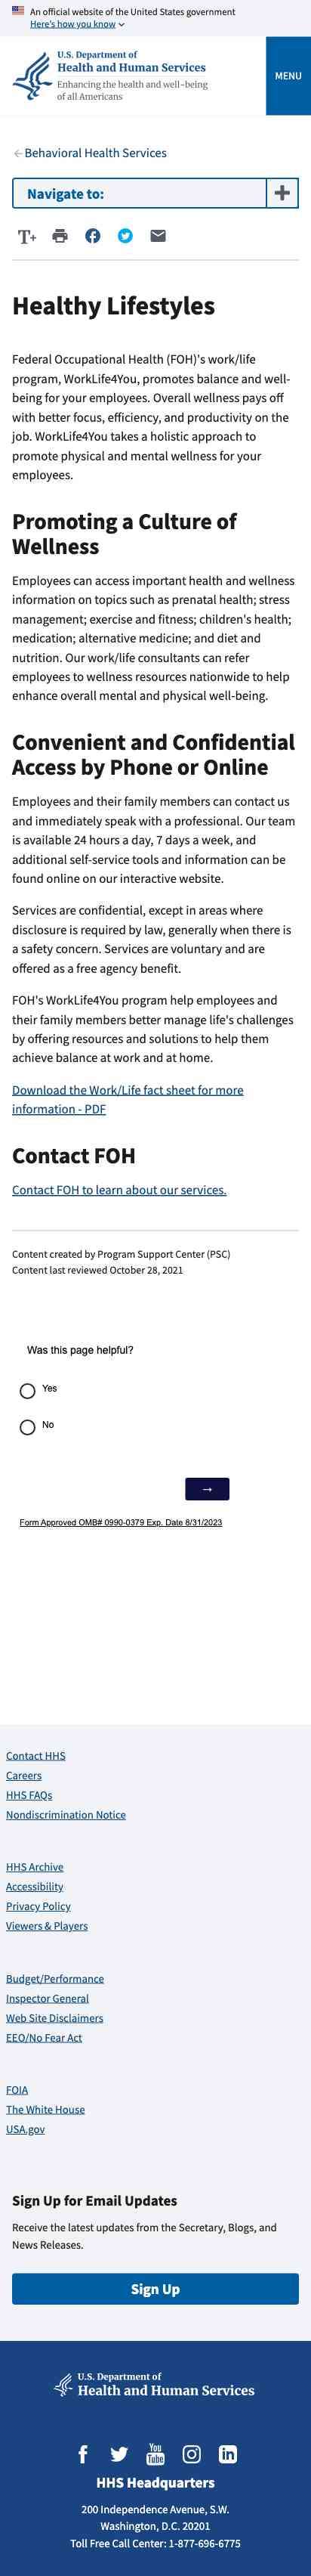 An official website of the United States government
Here's how you know
U.S. Department of
Health and Human Services
Enhancing the health and well-being
of all Americans
MENU
Behavioral Health Services
Navigate to:
T+
Healthy Lifestyles
Federal Occupational Health (FOH)'s work/life
program, WorkLife4You, promotes balance and well-
being for your employees. Overall wellness pays off
with better focus, efficiency, and productivity on the
job. WorkLife4You takes a holistic approach to
promote physical and mental wellness for your
employees.
Promoting a Culture of
Wellness
Employees can access important health and wellness
information on topics such as prenatal health; stress
management; exercise and fitness; children's health;
medication; alternative medicine; and diet and
nutrition. Our work/life consultants can refer
employees to wellness resources nationwide to help
enhance overall mental and physical well-being.
Convenient and Confidential
Access by Phone or Online
Employees and their family members can contact us
and immediately speak with a professional. Our team
is available 24 hours a day, 7 days a week, and
additional self-service tools and information can be
found online on our interactive website.
Services are confidential, except in areas where
disclosure is required by law, generally when there is
a safety concern. Services are voluntary and are
offered as a free agency benefit.
FOH's WorkLife4You program help employees and
their family members better manage life's challenges
by offering resources and solutions to help them
achieve balance at work and at home.
Download the Work/Life fact sheet for more
information - PDF
Contact FOH
Contact FOH to learn about our services.
Content created by Program Support Center (PSC)
Content last reviewed October 28, 2021
Was this page helpful?
Yes
No
→
Form Approved OMB# 0990-0379 Exp. Date 8/31/2023
Contact HHS
Careers
HHS FAQs
Nondiscrimination Notice
HHS Archive
Accessibility
Privacy Policy
Viewers & Players
Budget/Performance
Inspector General
Web Site Disclaimers
EEO/No Fear Act
FOIA
The White House
USA.gov
Sign Up for Email Updates
Receive the latest updates from the Secretary, Blogs, and
News Releases.
Sign Up
U.S. Department of
Health and Human Services
You
Tube
HHS Headquarters
200 Independence Avenue, S.W.
Washington, D.C. 20201
Toll Free Call Center: 1-877-696-6775